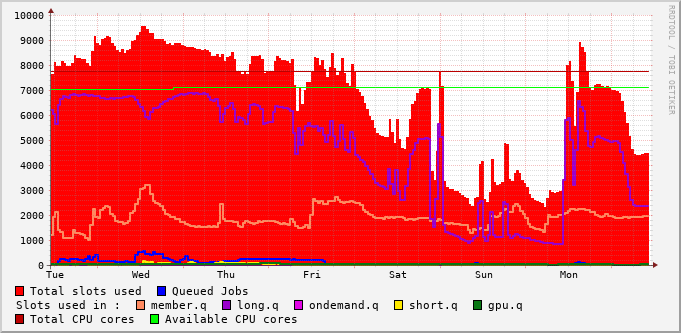 10000
9000
8000
7000
6000
5000
4000
3000
2000
1000
0
Tue Wed Thu Fri Sat Sun Mon
RRDTOOL / TOBI OETIKER
Total slots used Queued Jobs
Slots used in : member.q long.q ondemand.q short.q gpu.q
Total CPU cores Available CPU cores